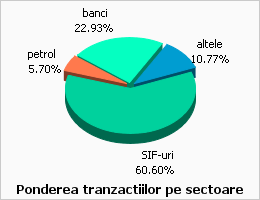 banci
22.93%
petrol
5.70%
altele
10.77%
SIF-uri
60.60%
Ponderea tranzactiilor pe sectoare